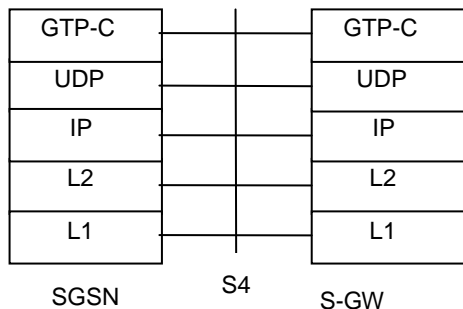 GTP-C GTP-C
UDP UDP
IP IP
L2 L2
L1 L1
SGSN S4 S-GW